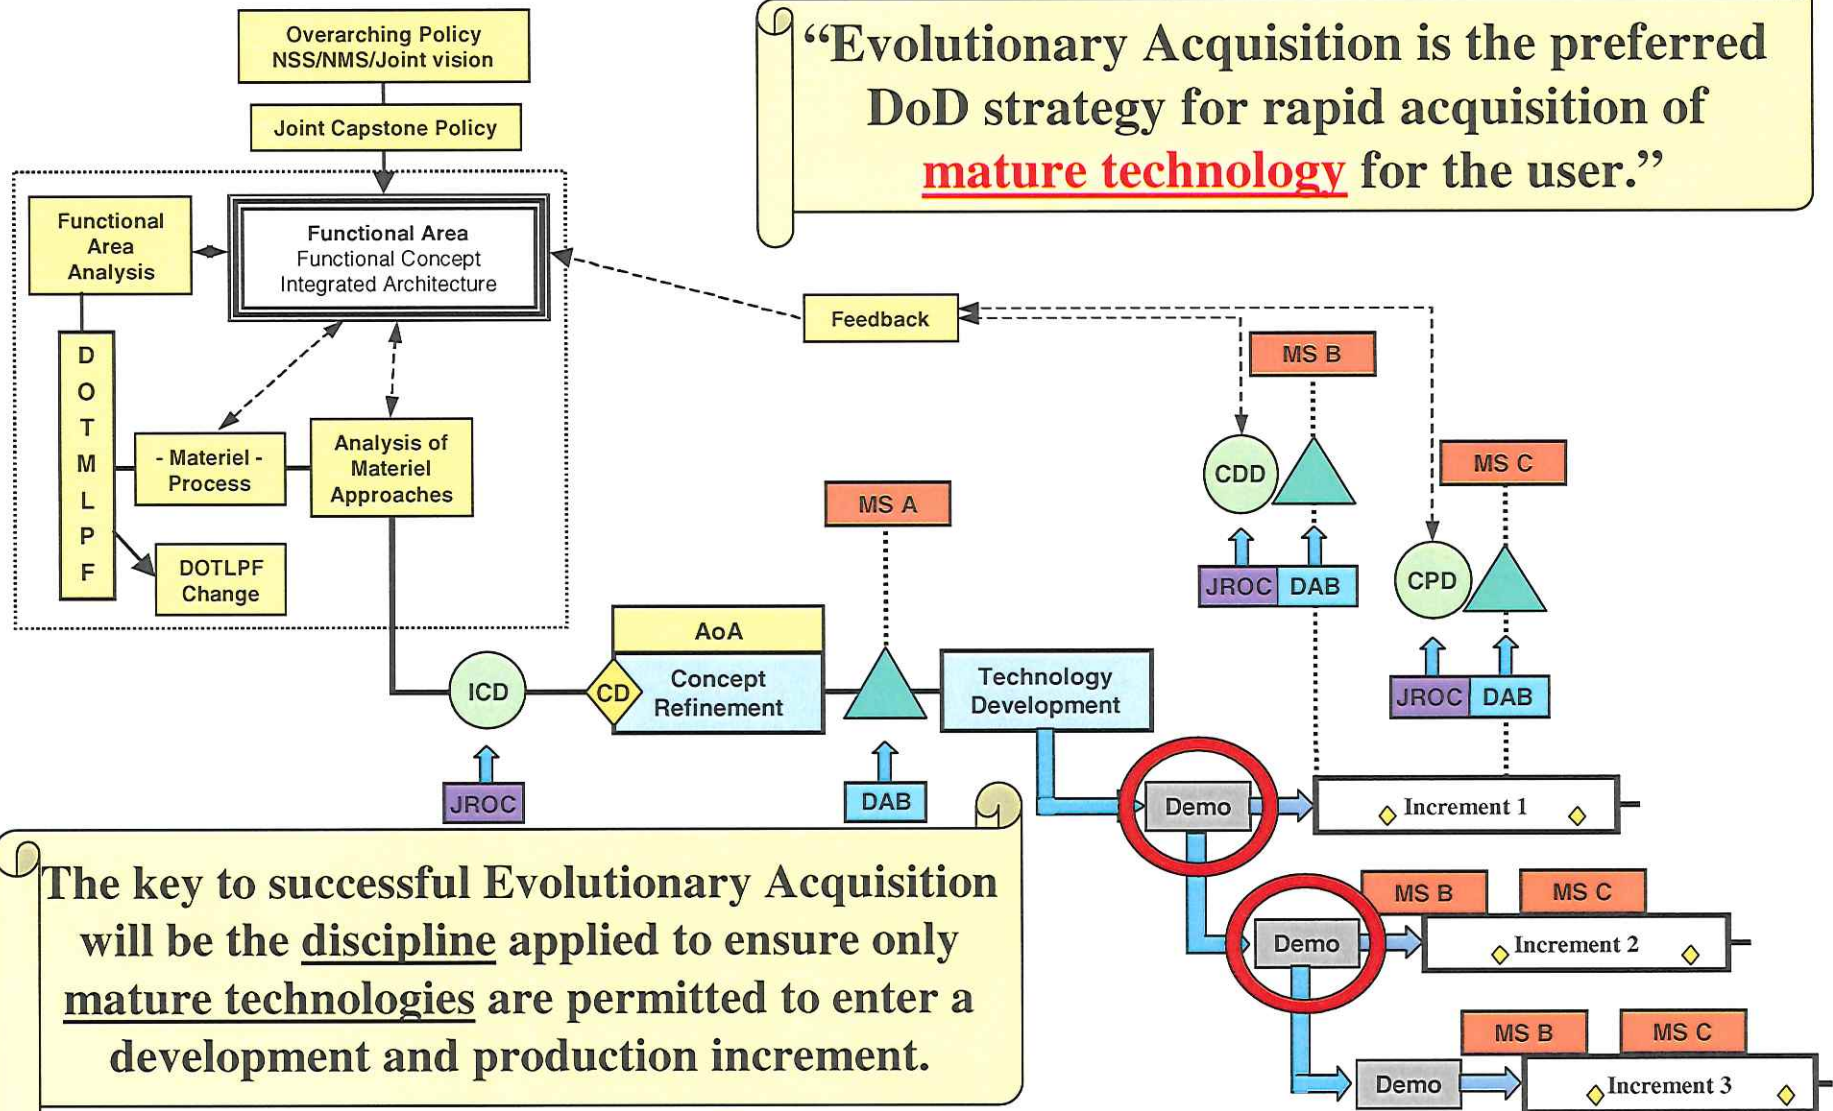 Overarching Policy
NSS/NMS/Joint vision
Joint Capstone Policy
“Evolutionary Acquisition is the preferred
DoD strategy for rapid acquisition of
mature technology for the user.”
Functional
Area
Analysis
Functional Area
Functional Concept
Integrated Architecture
Feedback
D
O
T
M
L
P
F
- Materiel -
Process
Analysis of
Materiel
Approaches
DOTLPF
Change
MS A
MS B
CDD
JROC DAB
MS C
CPD
JROC DAB
ICD
JROC
CD
AoA
Concept
Refinement
DAB
Technology
Development
Demo
Increment 1
MS B
MS C
Demo
Increment 2
MS B
MS C
Demo
Increment 3
The key to successful Evolutionary Acquisition
will be the discipline applied to ensure only
mature technologies are permitted to enter a
development and production increment.